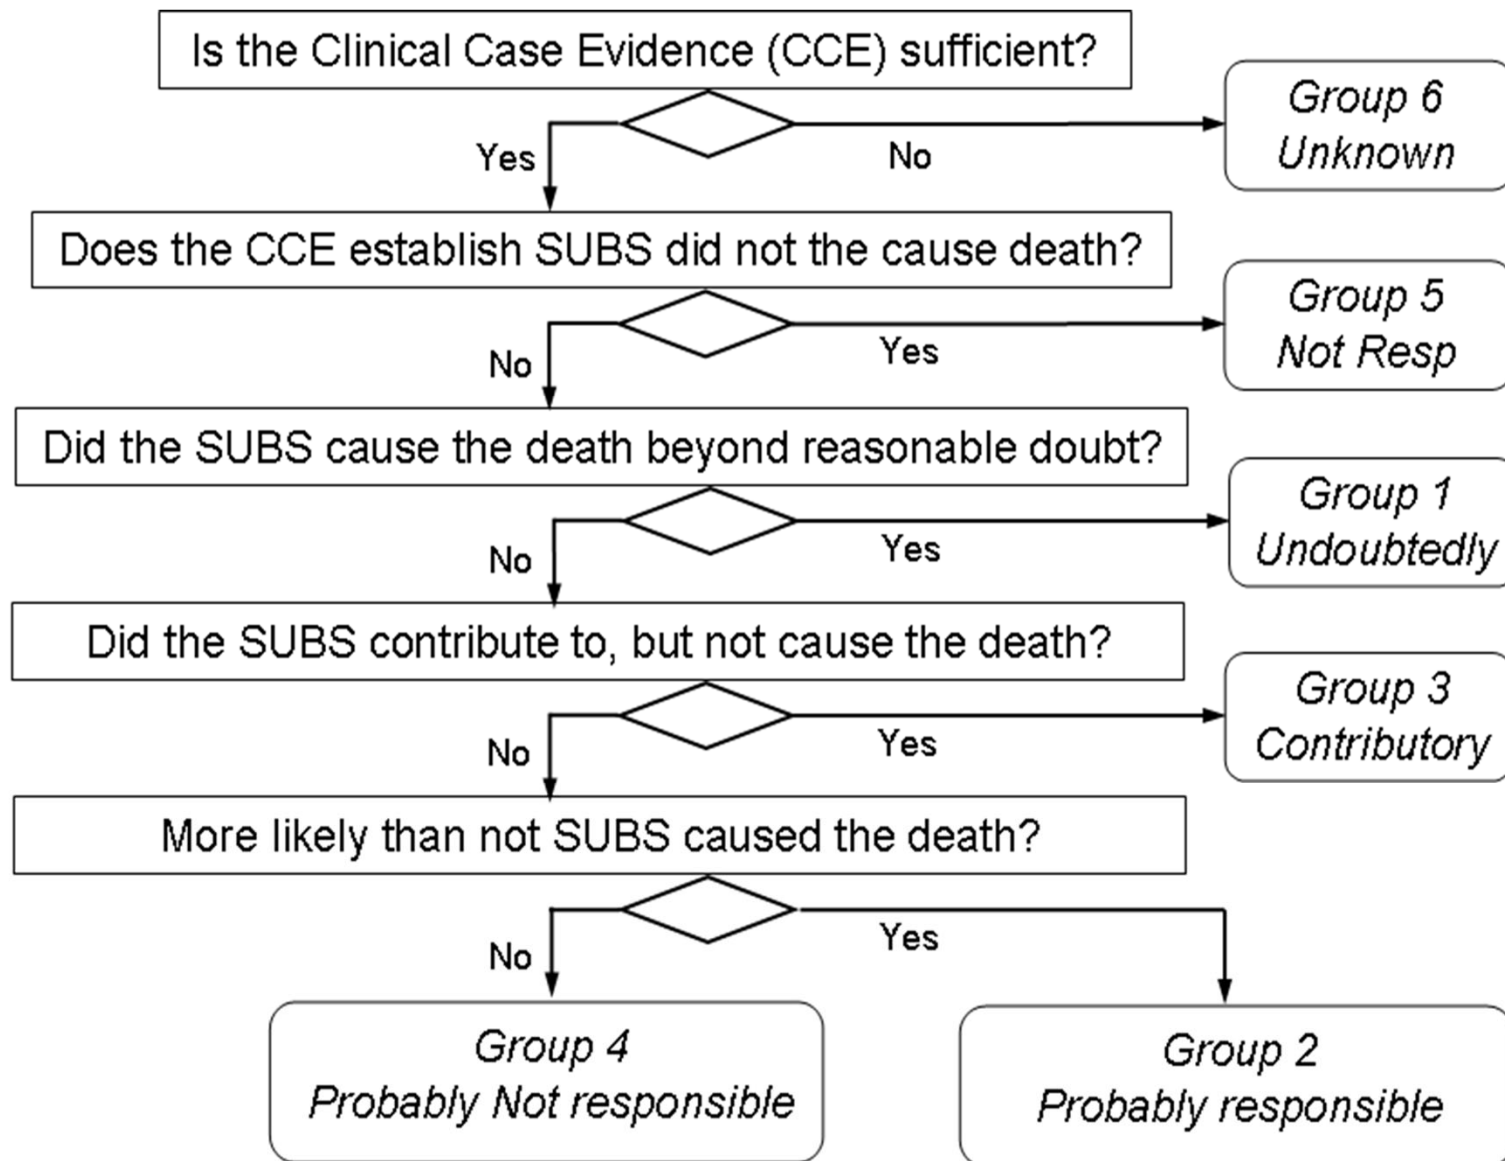 Is the Clinical Case Evidence (CCE) sufficient?
Group 6
Unknown
Yes
No
Does the CCE establish SUBS did not the cause death?
Group 5
Not Resp
No
Yes
Did the SUBS cause the death beyond reasonable doubt?
Group 1
Undoubtedly
No
Yes
Did the SUBS contribute to, but not cause the death?
Group 3
Contributory
No
Yes
More likely than not SUBS caused the death?
No
Yes
Group 4
Probably Not responsible
Group 2
Probably responsible